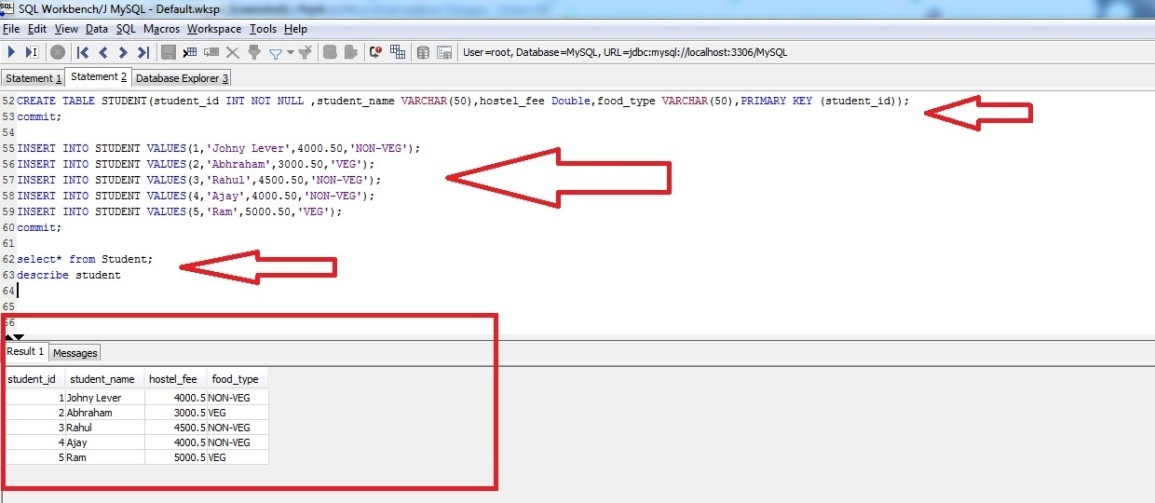 SQL Workbench/J MySQL - Default.wksp
File Edit View Data SQL Macros Workspace Tools Help
User=root, Database=MySQL, URL=jdbc:mysql://localhost:3306/MySQL
Statement 1 Statement 2 Database Explorer 3
52 CREATE TABLE STUDENT(student_id INT NOT NULL ,student_name VARCHAR(50),hostel_fee Double,food_type VARCHAR(50),PRIMARY KEY (student_id));
53 commit;
54
55 INSERT INTO STUDENT VALUES(1,'Johny Lever',4000.50,'NON-VEG');
56 INSERT INTO STUDENT VALUES(2,'Abhraham',3000.50,'VEG');
57 INSERT INTO STUDENT VALUES(3,'Rahul',4500.50,'NON-VEG');
58 INSERT INTO STUDENT VALUES(4,'Ajay',4000.50,'NON-VEG');
59 INSERT INTO STUDENT VALUES(5,'Ram',5000.50,'VEG');
60 commit;
61
62 select* from Student;
63 describe student
64
65
66
Result 1 Messages
student_id student_name hostel_fee food_type
1 Johny Lever 4000.5 NON-VEG
2 Abhraham 3000.5 VEG
3 Rahul 4500.5 NON-VEG
4 Ajay 4000.5 NON-VEG
5 Ram 5000.5 VEG